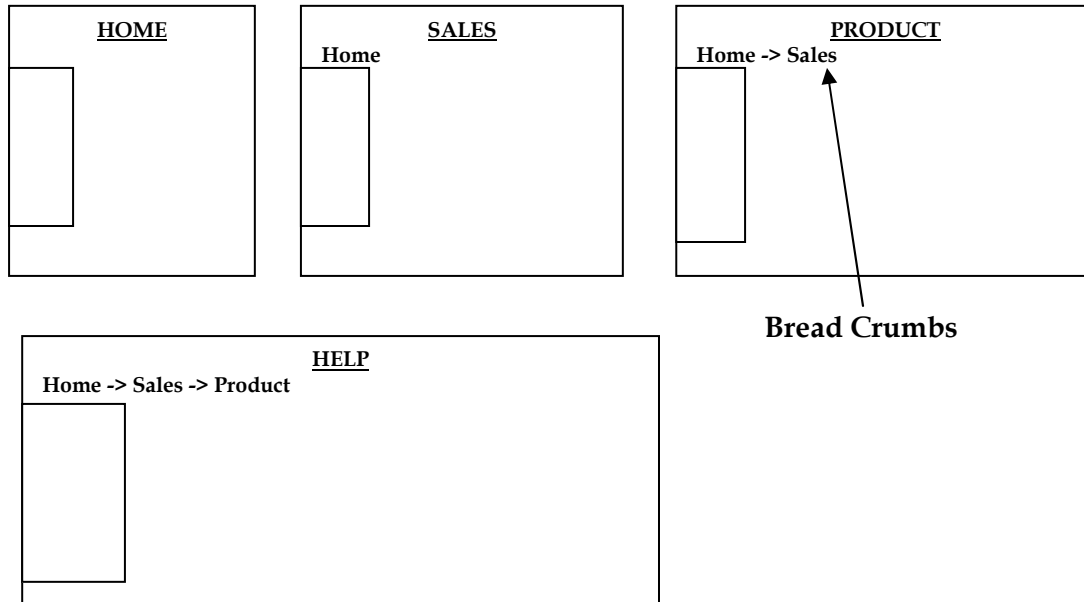 HOME
SALES
Home
PRODUCT
Home -> Sales
Bread Crumbs
HELP
Home -> Sales -> Product